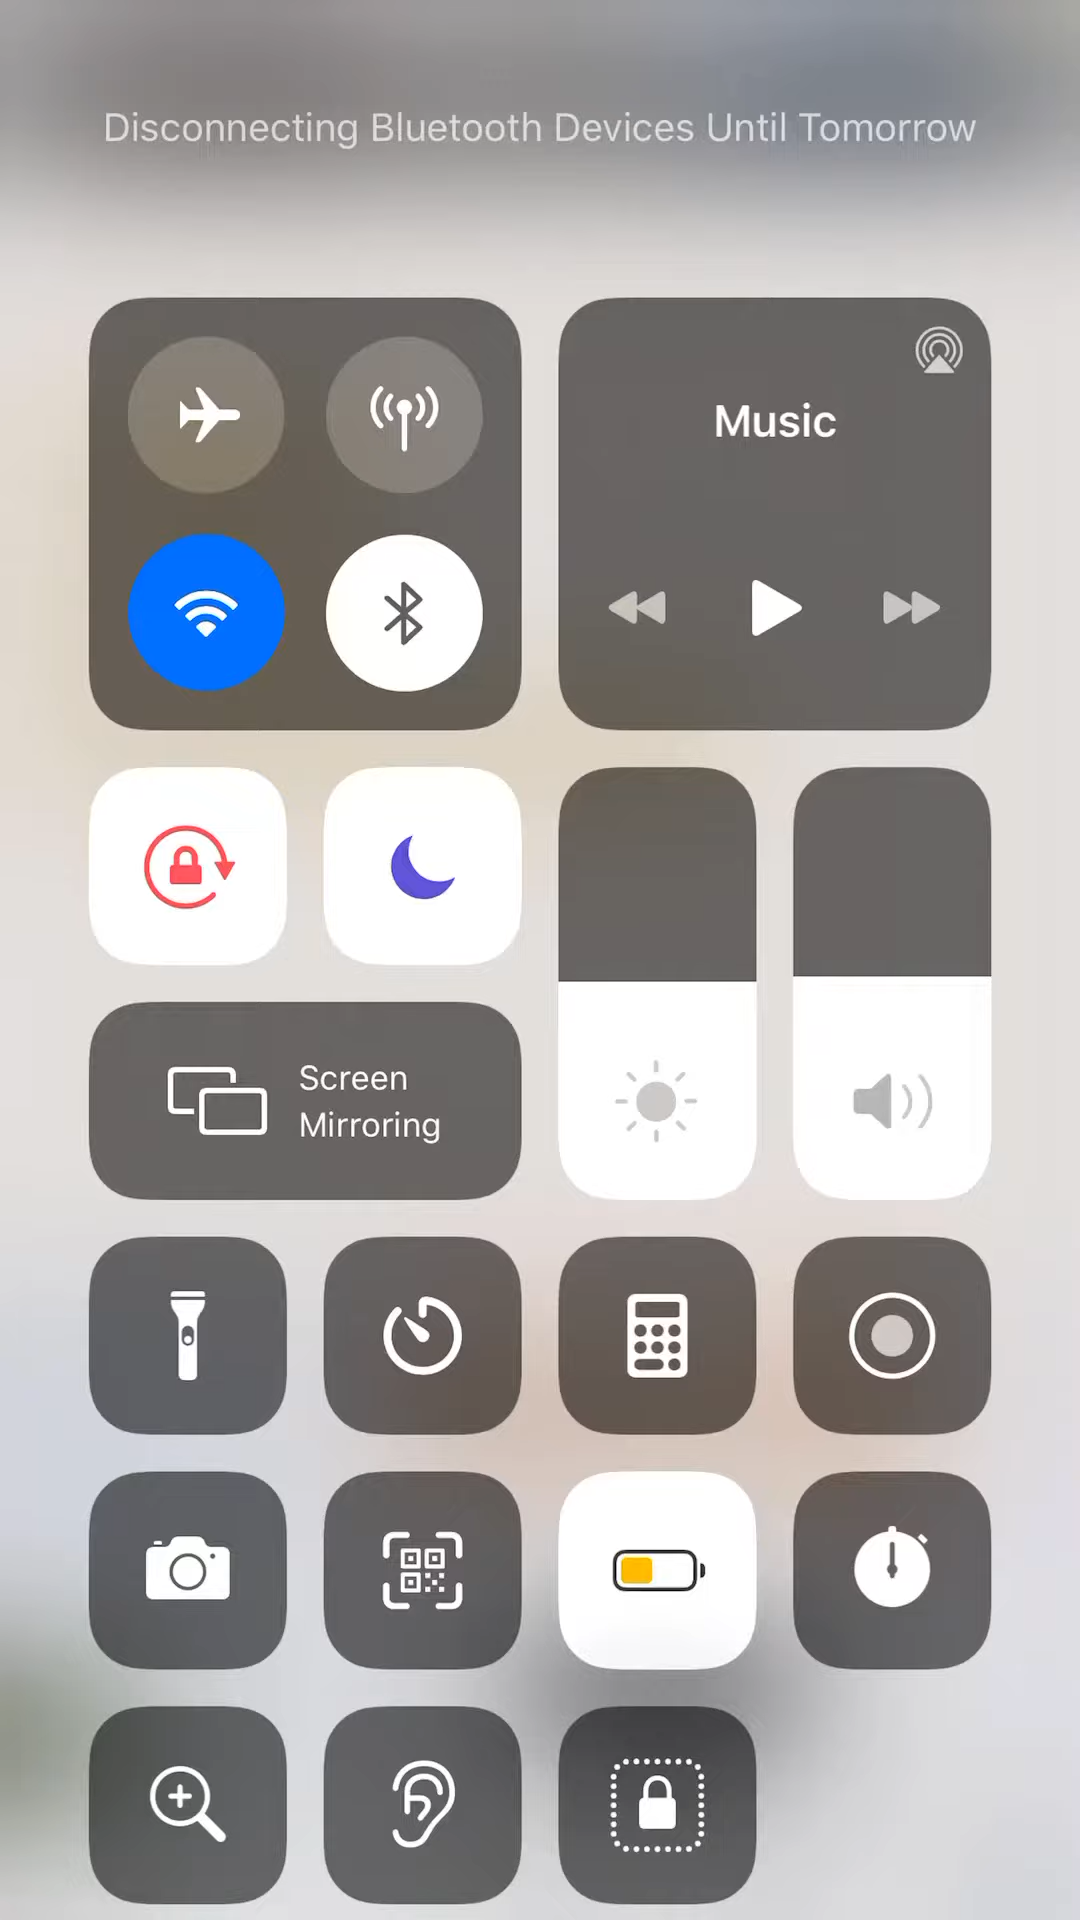 Disconnecting Bluetooth Devices Until Tomorrow
Music
Screen
Mirroring